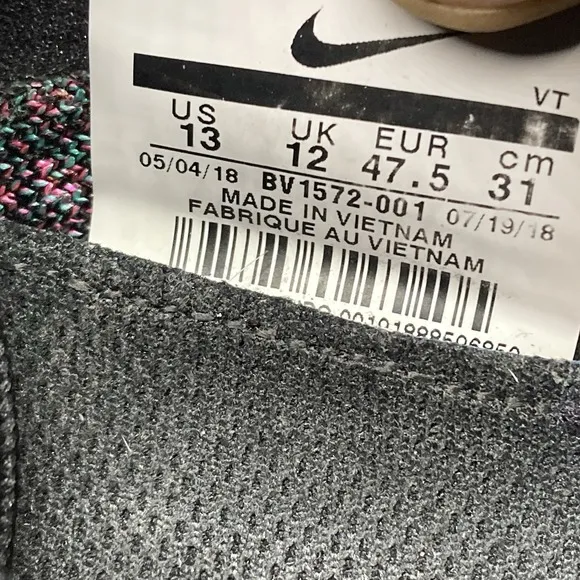 VT
US UK EUR cm
13 12 47.5 31
05/04/18 BV1572-001 07/19/18
MADE IN VIETNAM
FABRIQUE AU VIETNAM